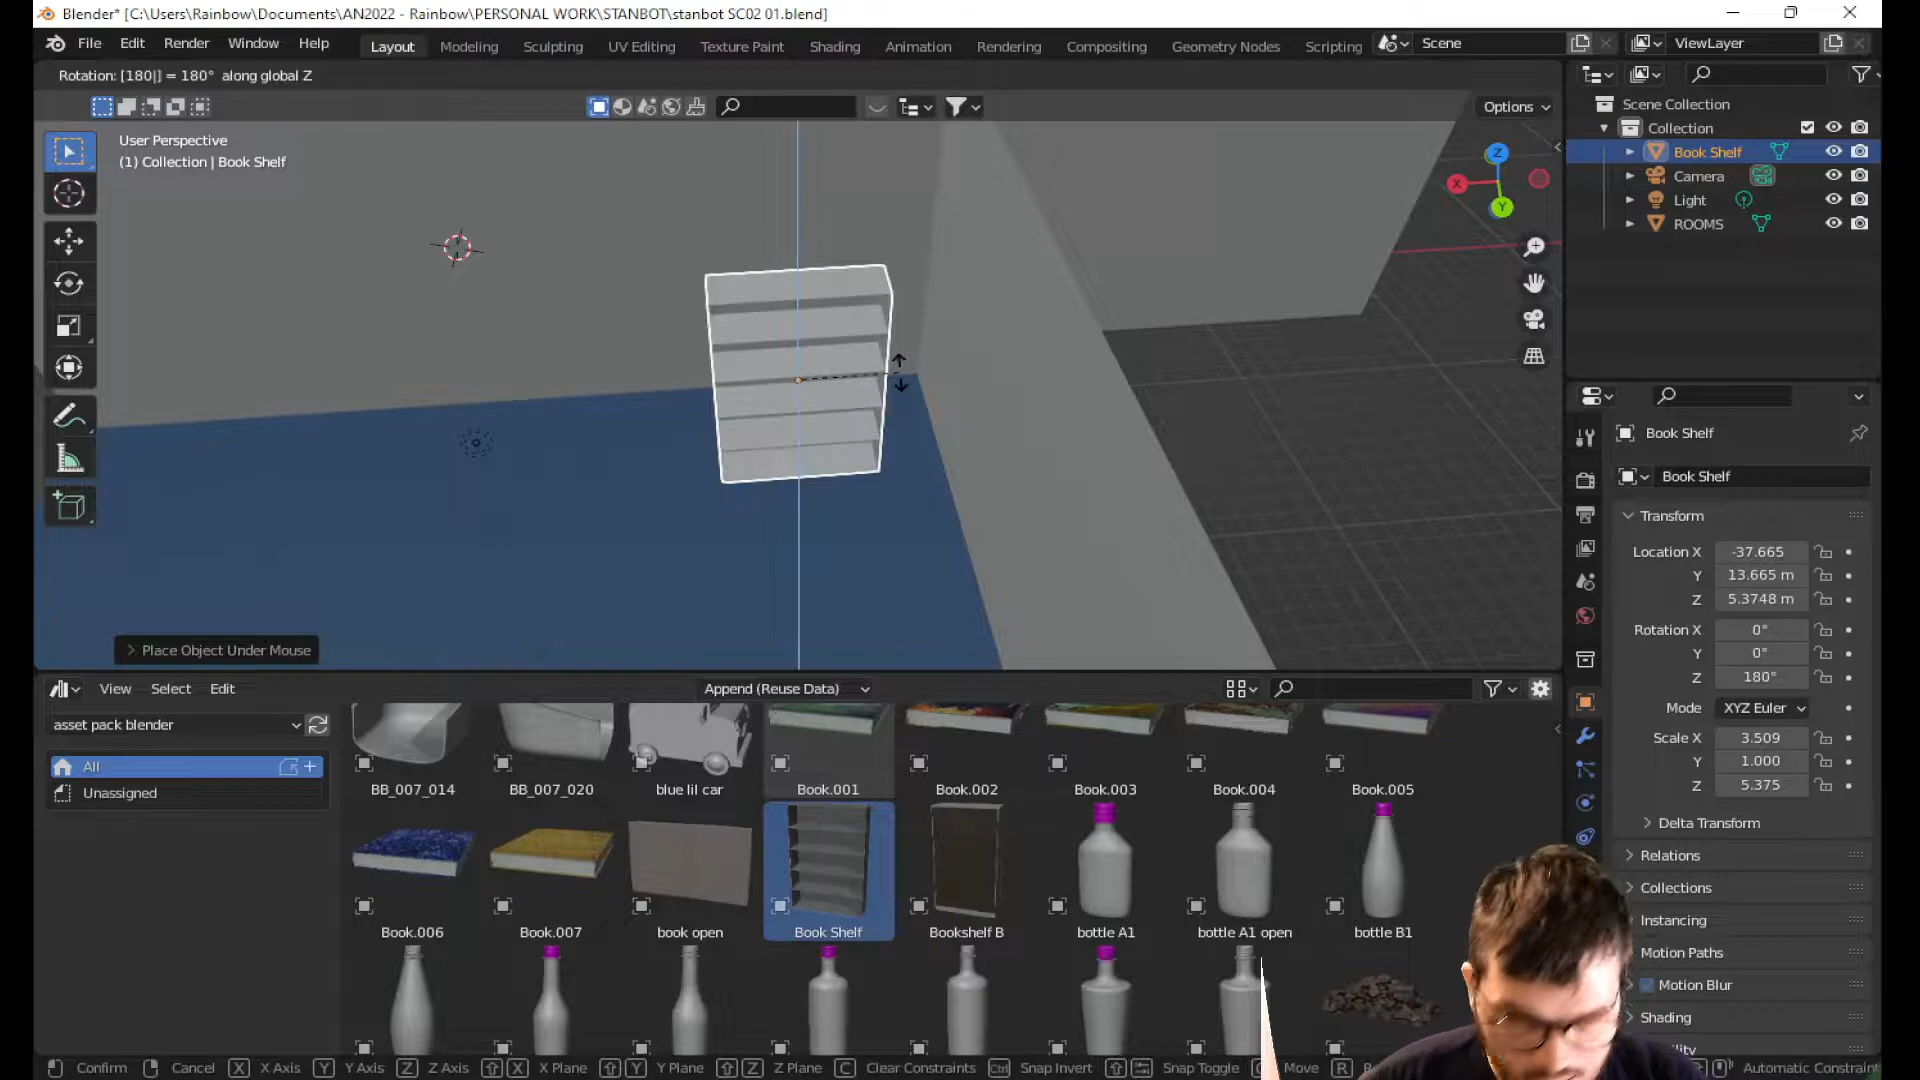 Blender* [C:\Users\Rainbow\Documents\AN2022 - Rainbow\PERSONAL WORK\STANBOT\stanbot SC02 01.blend]
File Edit Render Window Help Layout Modeling Sculpting UV Editing Texture Paint Shading Animation Rendering Compositing Geometry Nodes Scripting Scene ViewLayer
Rotation: [180|] = 180° along global Z
Options
User Perspective
(1) Collection | Book Shelf
Z
X
Y
Scene Collection
Collection
Book Shelf
Camera
Light
ROOMS
Book Shelf
Book Shelf
Transform
Location X -37.665
Y 13.665 m
Z 5.3748 m
Rotation X 0°
Y 0°
Z 180°
Mode XYZ Euler
Scale X 3.509
Y 1.000
Z 5.375
Delta Transform
Relations
Collections
Instancing
Motion Paths
Motion Blur
Shading
Place Object Under Mouse
View Select Edit Append (Reuse Data)
asset pack blender
All
Unassigned
BB_007_014 BB_007_020 blue lil car Book.001 Book.002 Book.003 Book.004 Book.005
Book.006 Book.007 book open Book Shelf Bookshelf B bottle A1 bottle A1 open bottle B1
Confirm Cancel X X Axis Y Y Axis Z Z Axis X X Plane Y Y Plane Z Z Plane C Clear Constraints Ctrl Snap Invert Snap Toggle Move R Automatic Constraint